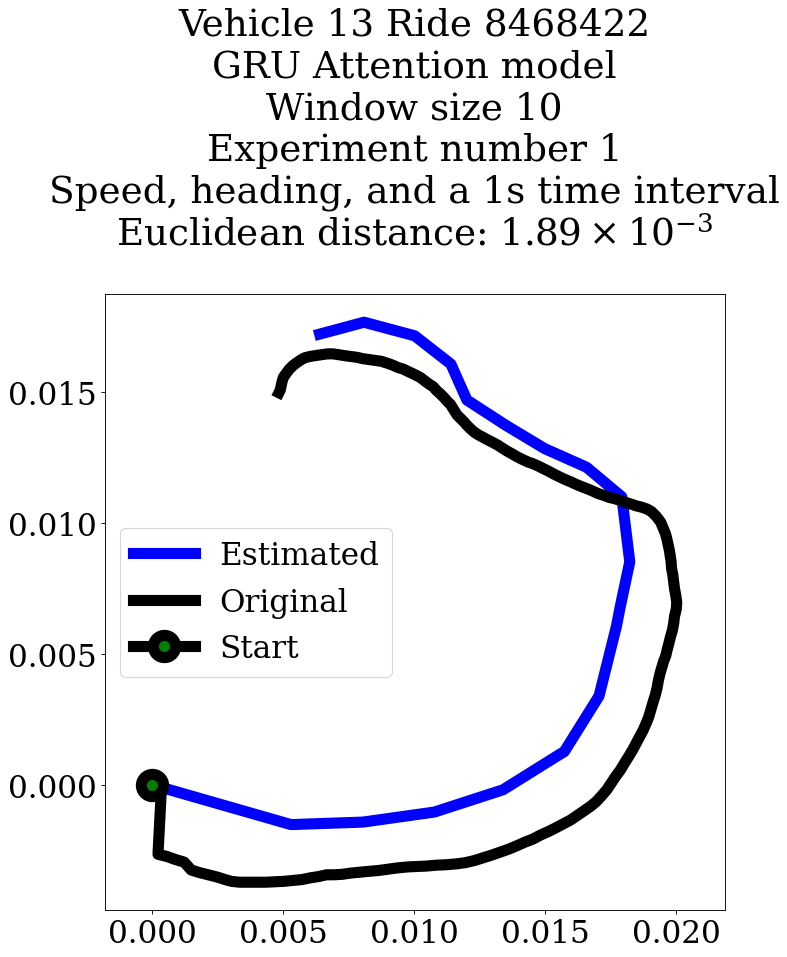 Vehicle 13 Ride 8468422
GRU Attention model
Window size 10
Experiment number 1
Speed, heading, and a 1s time interval
Euclidean distance: 1.89 × 10⁻³
0.015
0.010
0.005
0.000
Estimated
Original
Start
0.000 0.005 0.010 0.015 0.020